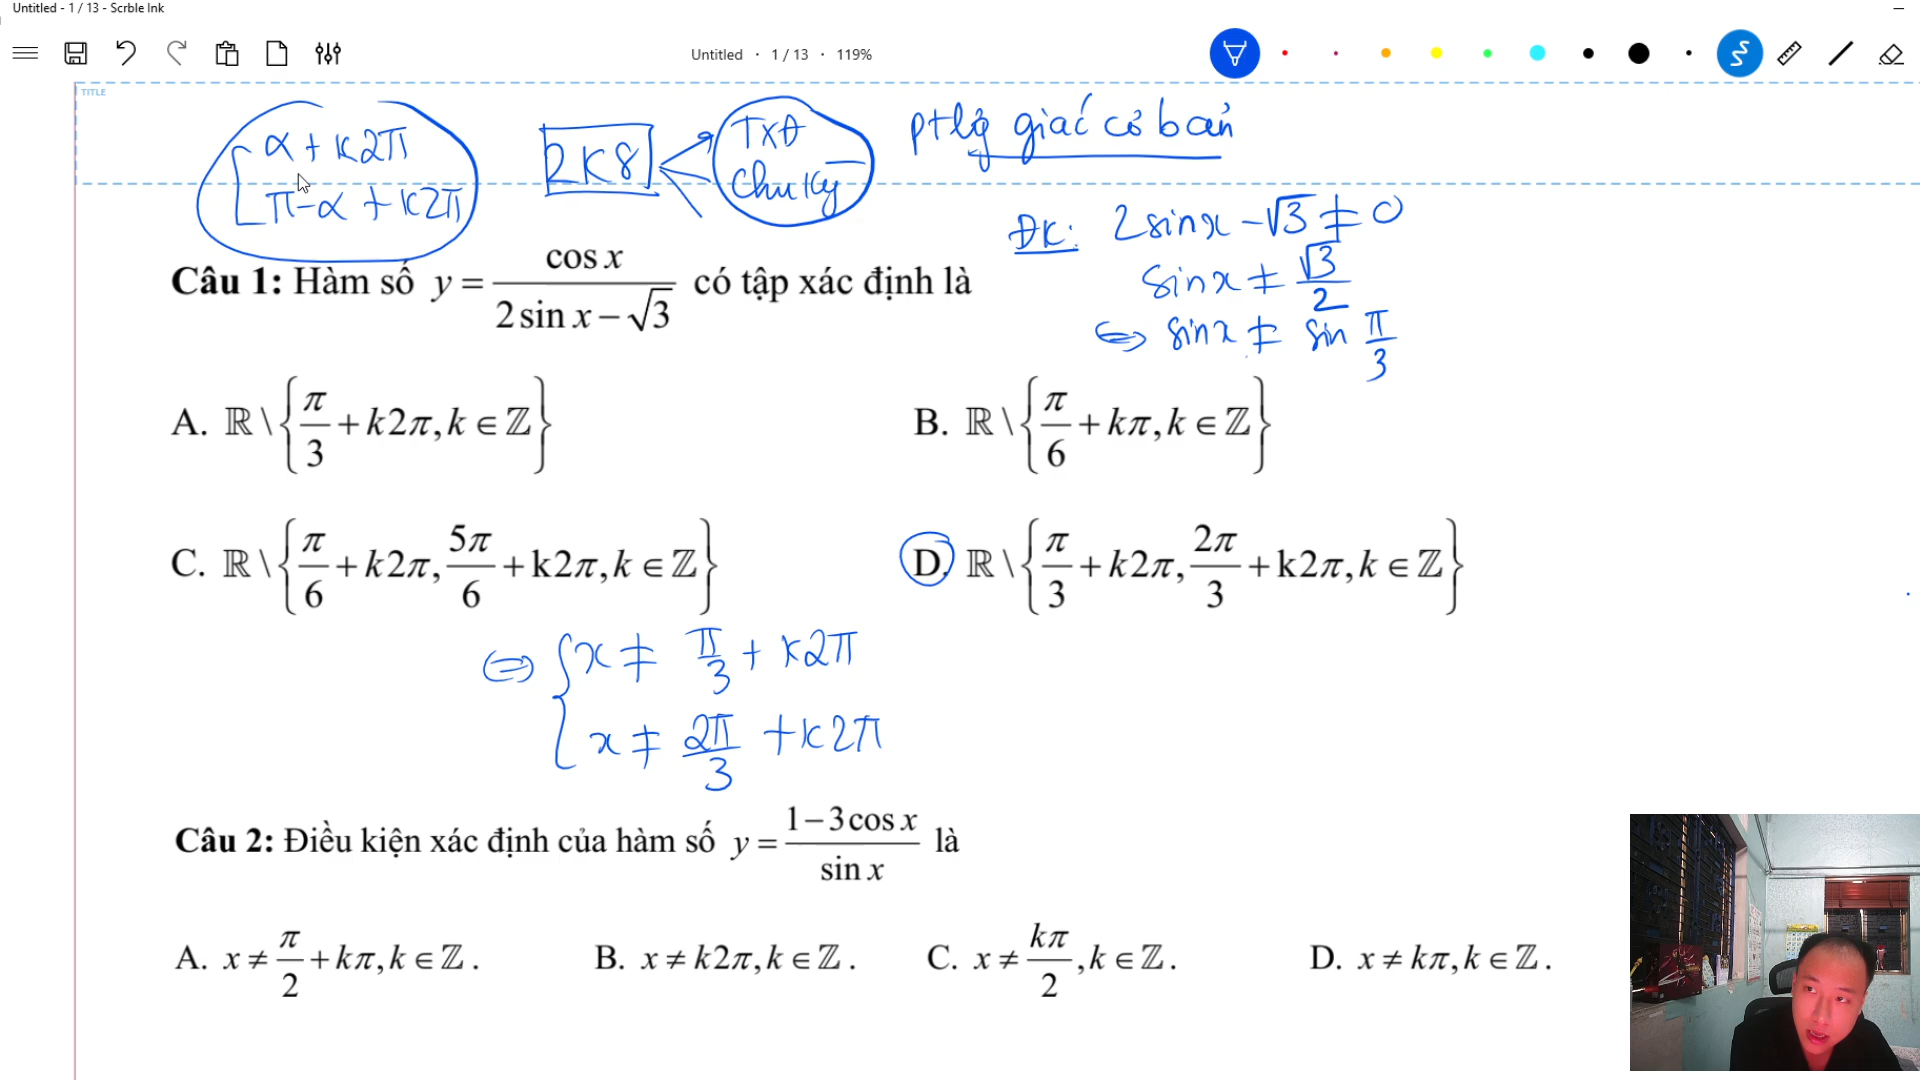 Untitled - 1 / 13 - Scrble Ink
Untitled · 1 / 13 · 119%
TITLE
α + k2π
π - α + k2π
2K8
TXĐ
Chu kỳ
ptlg giác cơ bản
ĐK: 2sinx - √3 ≠ 0
sinx ≠ √3/2
⇔ sinx ≠ sin π/3
Câu 1: Hàm số y = cos x / (2 sin x − √3) có tập xác định là
A. ℝ \ {π/3 + k2π, k ∈ ℤ}
B. ℝ \ {π/6 + kπ, k ∈ ℤ}
C. ℝ \ {π/6 + k2π, 5π/6 + k2π, k ∈ ℤ}
D. ℝ \ {π/3 + k2π, 2π/3 + k2π, k ∈ ℤ}
⇔ { x ≠ π/3 + k2π
x ≠ 2π/3 + k2π
Câu 2: Điều kiện xác định của hàm số y = (1 − 3cos x) / sin x là
A. x ≠ π/2 + kπ, k ∈ ℤ.
B. x ≠ k2π, k ∈ ℤ.
C. x ≠ kπ/2, k ∈ ℤ.
D. x ≠ kπ, k ∈ ℤ.